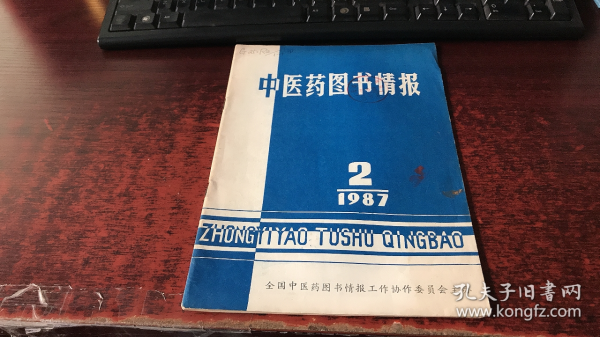 中医药图书情报
2
1987
ZHONGYIYAO TUSHU QINGBAO
全国中医药图书情报工作协作委员会
孔夫子旧书网
www.kongfz.com